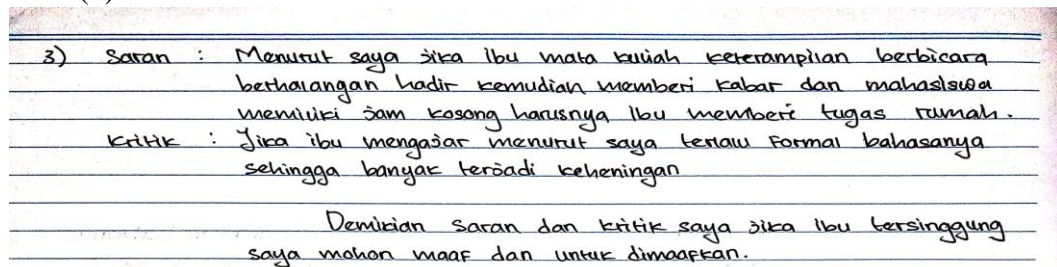 3) Saran : Menurut saya jika Ibu mata kuliah keterampilan berbicara
berhalangan hadir kemudian memberi kabar dan mahasiswa
memiliki jam kosong harusnya Ibu memberi tugas rumah.
Kritik : Jika ibu mengajar menurut saya terlalu Formal bahasanya
sehingga banyak terjadi keheningan
Demikian saran dan kritik saya jika ibu tersinggung
saya mohon maaf dan untuk dimaafkan.